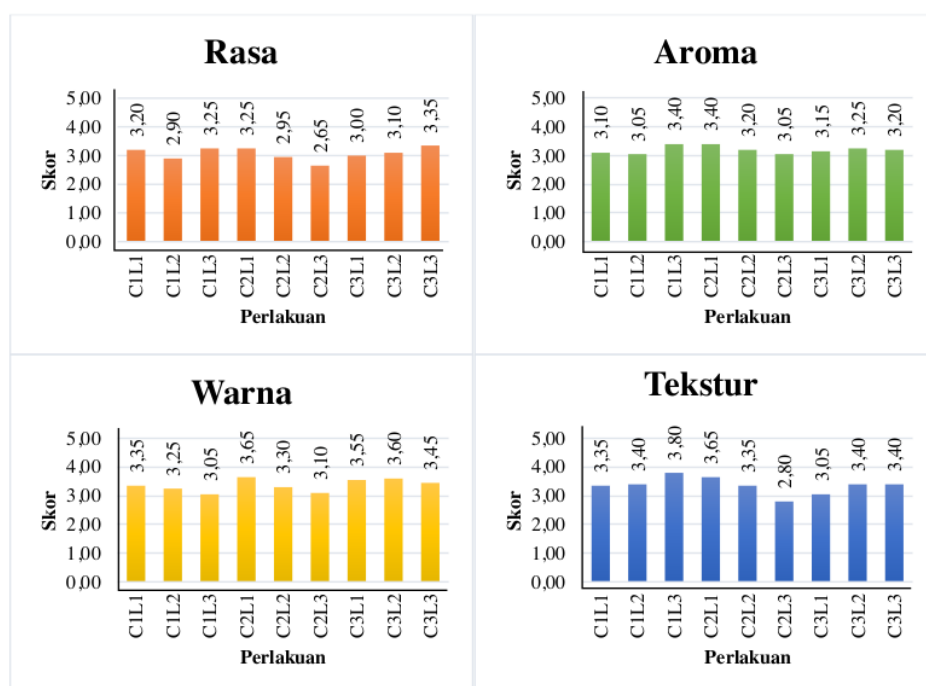 Rasa
5,00
4,00
3,00
2,00
1,00
0,00
Skor
3,20
2,90
3,25
3,25
2,95
2,65
3,00
3,10
3,35
C1L1
C1L2
C1L3
C2L1
C2L2
C2L3
C3L1
C3L2
C3L3
Perlakuan
Aroma
5,00
4,00
3,00
2,00
1,00
0,00
Skor
3,10
3,05
3,40
3,40
3,20
3,05
3,15
3,25
3,20
C1L1
C1L2
C1L3
C2L1
C2L2
C2L3
C3L1
C3L2
C3L3
Perlakuan
Warna
5,00
4,00
3,00
2,00
1,00
0,00
Skor
3,35
3,25
3,05
3,65
3,30
3,10
3,55
3,60
3,45
C1L1
C1L2
C1L3
C2L1
C2L2
C2L3
C3L1
C3L2
C3L3
Perlakuan
Tekstur
5,00
4,00
3,00
2,00
1,00
0,00
Skor
3,35
3,40
3,80
3,65
3,35
2,80
3,05
3,40
3,40
C1L1
C1L2
C1L3
C2L1
C2L2
C2L3
C3L1
C3L2
C3L3
Perlakuan